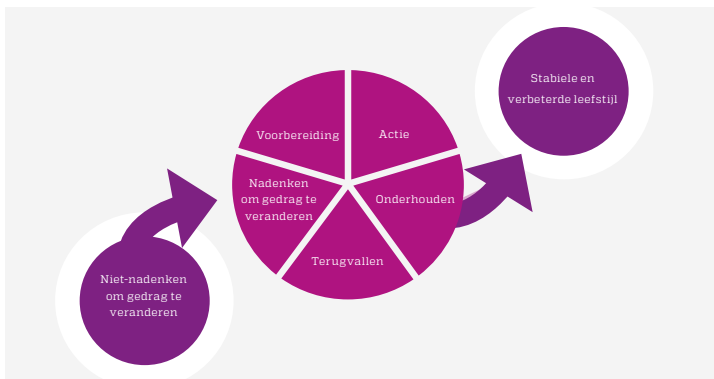 Stabiele en
verbeterde leefstijl
Voorbereiding
Actie
Nadenken
om gedrag te
veranderen
Onderhouden
Terugvallen
Niet-nadenken
om gedrag te
veranderen